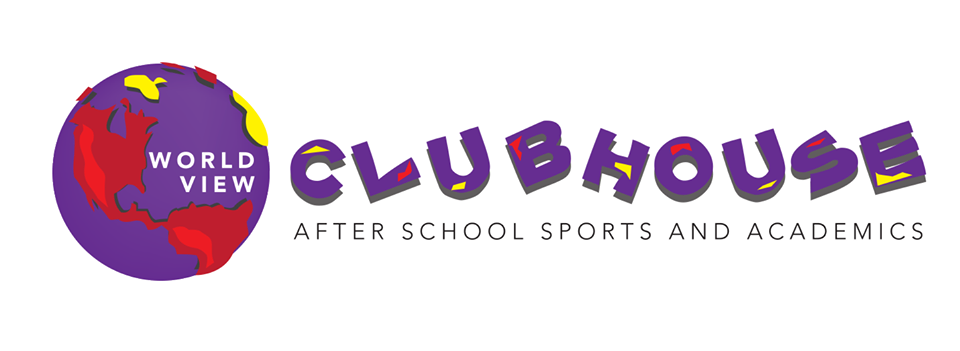 WORLD
VIEW
CLUBHOUSE
AFTER SCHOOL SPORTS AND ACADEMICS